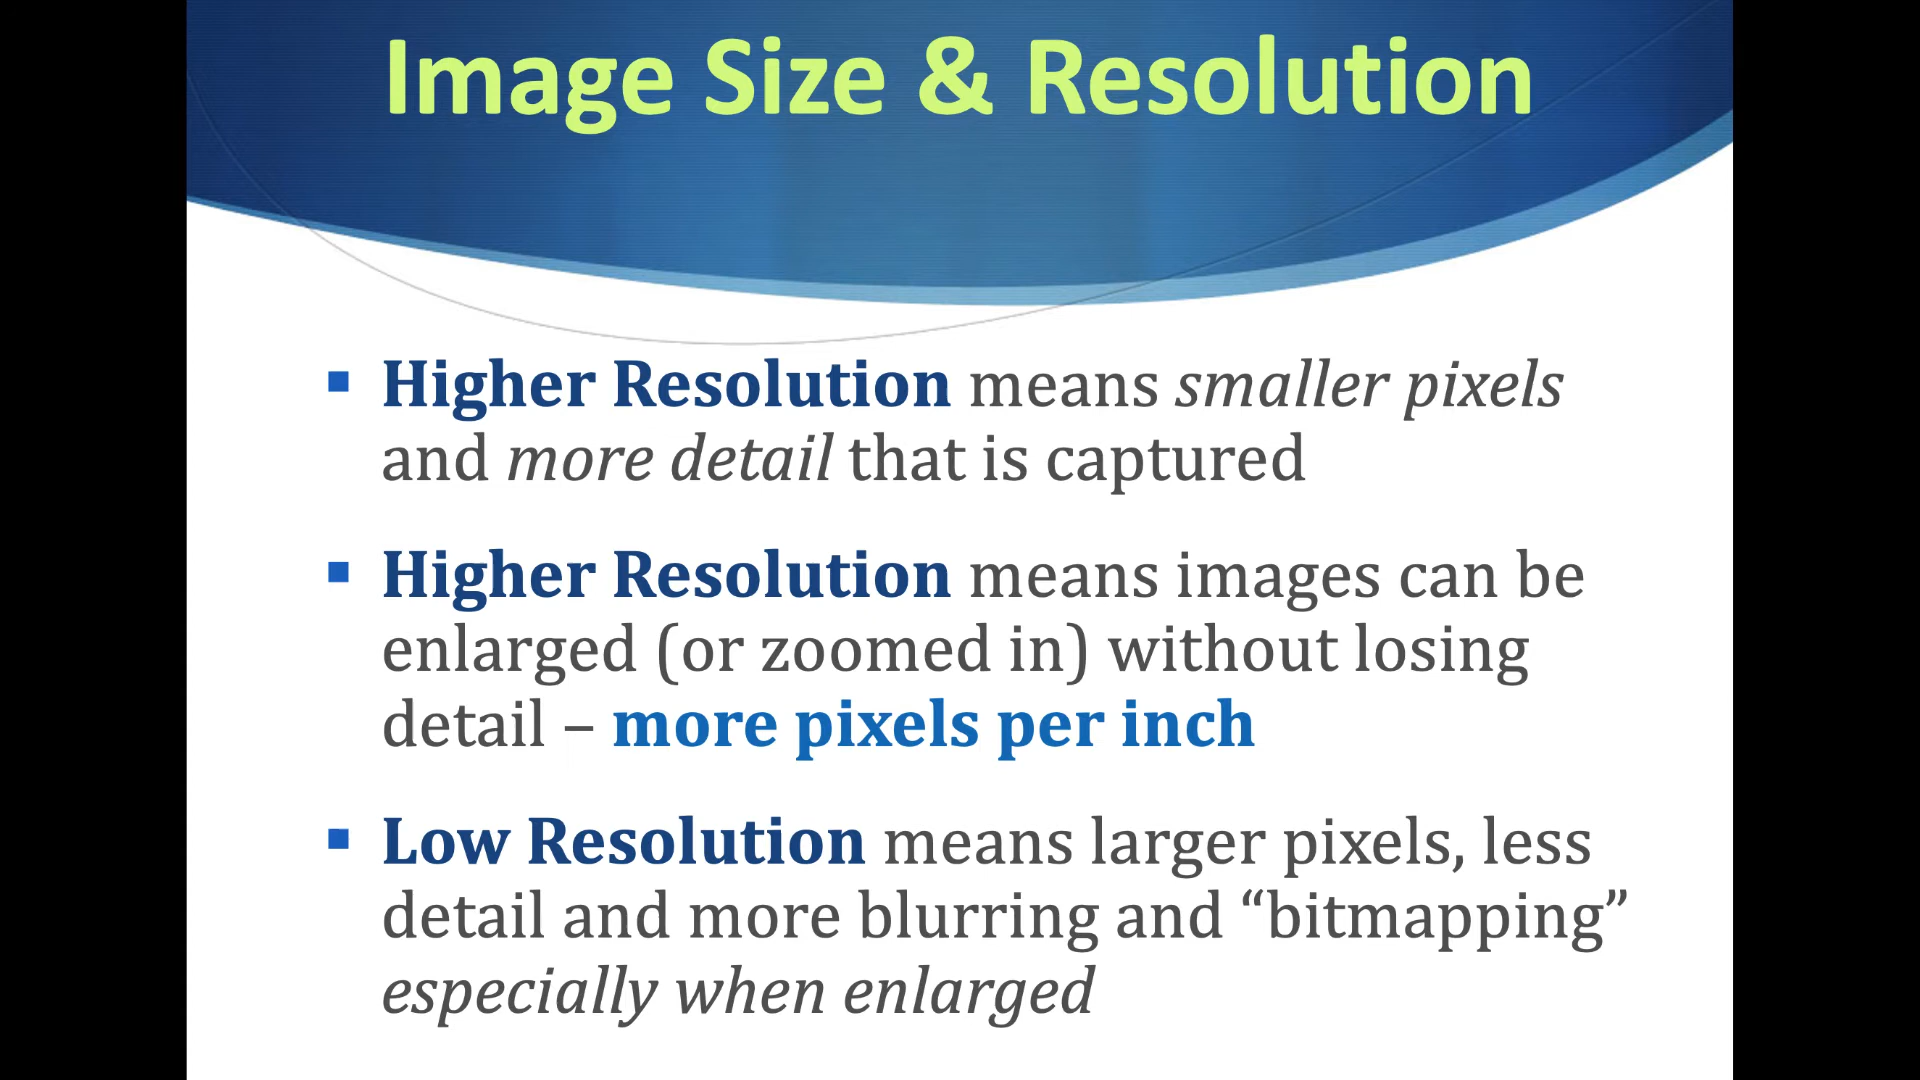 Image Size & Resolution
▪ Higher Resolution means smaller pixels
and more detail that is captured
▪ Higher Resolution means images can be
enlarged (or zoomed in) without losing
detail – more pixels per inch
▪ Low Resolution means larger pixels, less
detail and more blurring and “bitmapping”
especially when enlarged